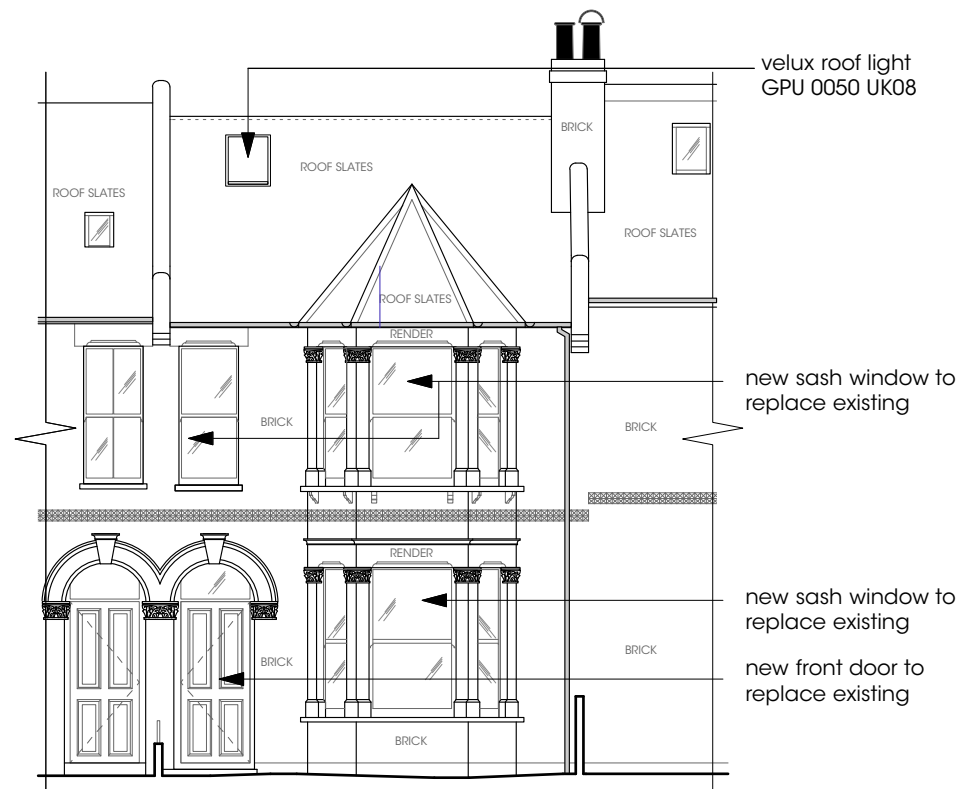 velux roof light
GPU 0050 UK08
BRICK
ROOF SLATES
ROOF SLATES
ROOF SLATES
ROOF SLATES
RENDER
new sash window to
replace existing
BRICK
BRICK
RENDER
new sash window to
replace existing
BRICK
BRICK
new front door to
replace existing
BRICK